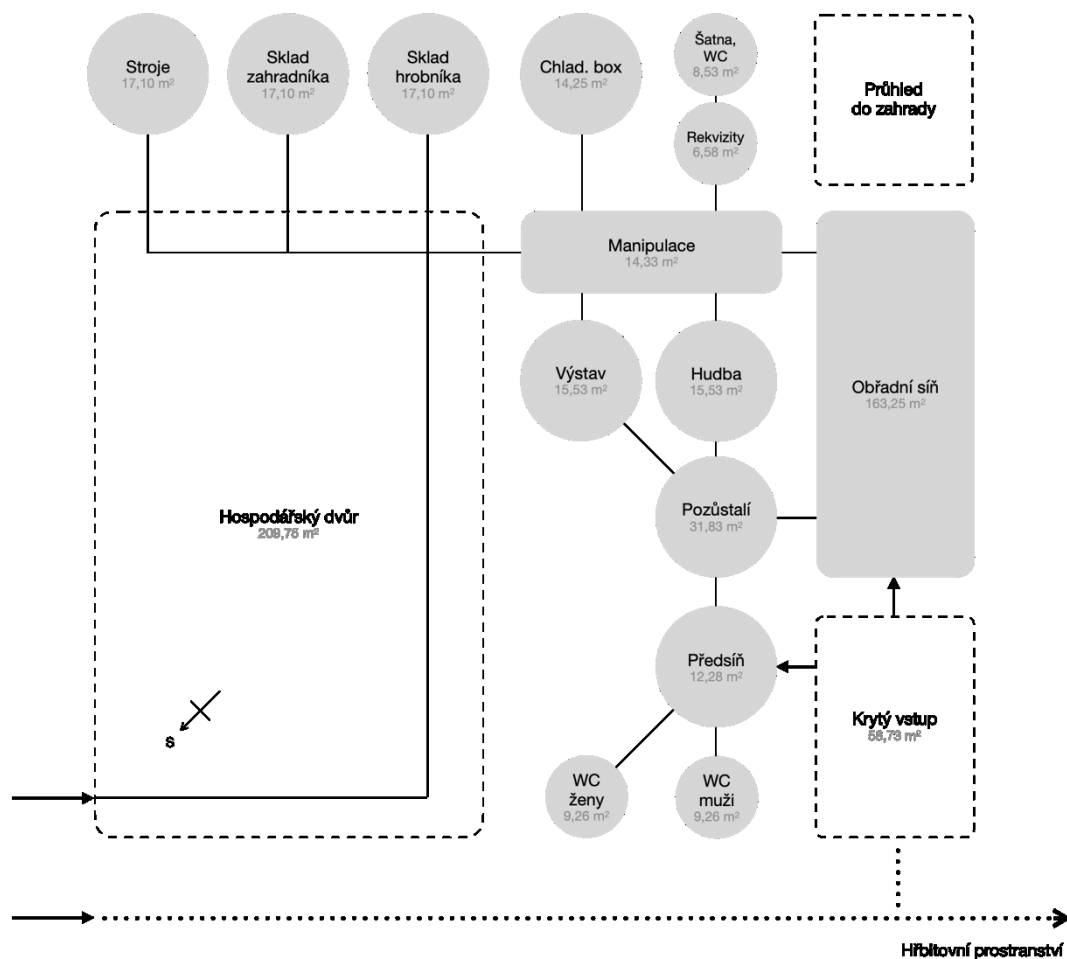 Stroje
17,10 m²
Sklad
zahradníka
17,10 m²
Sklad
hrobníka
17,10 m²
Chlad. box
14,25 m²
Šatna,
WC
8,53 m²
Rekvizity
6,58 m²
Průhled
do zahrady
Manipulace
14,33 m²
Výstav
15,53 m²
Hudba
15,53 m²
Obřadní síň
163,25 m²
Hospodářský dvůr
209,75 m²
Pozůstalí
31,83 m²
Předsíň
12,28 m²
Krytý vstup
58,73 m²
S
WC
ženy
9,26 m²
WC
muži
9,26 m²
Hřbitovní prostranství